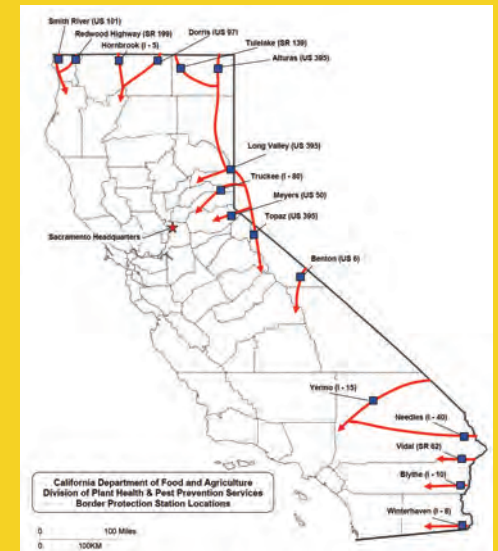 Smith River (US 101)
Redwood Highway (SR 199)
Hornbrook (I - 5)
Dorris (US 97)
Tulelake (SR 139)
Alturas (US 395)
Long Valley (US 395)
Truckee (I - 80)
Meyers (US 50)
Topaz (US 395)
Sacramento Headquarters
Benton (US 6)
Yermo (I - 15)
Needles (I - 40)
Vidal (SR 62)
Blythe (I - 10)
Winterhaven (I - 8)
California Department of Food and Agriculture
Division of Plant Health & Pest Prevention Services
Border Protection Station Locations
0 100 Miles
0 100KM